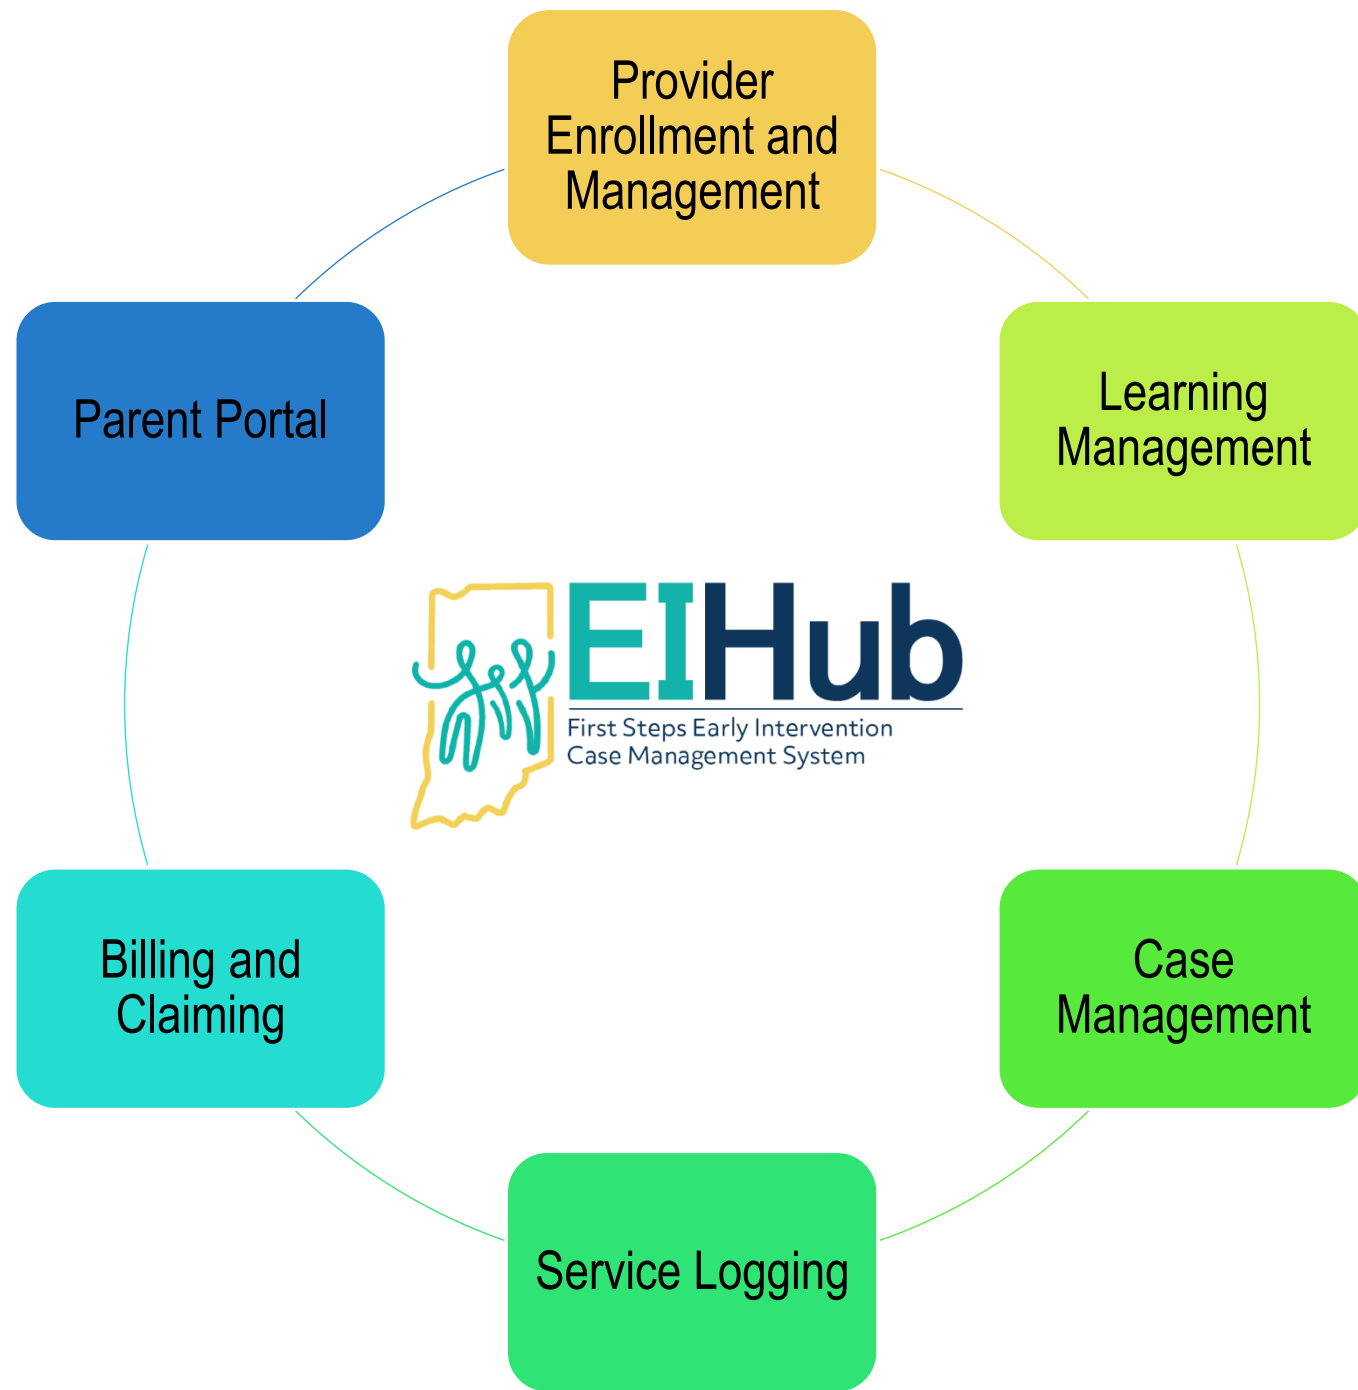 Provider
Enrollment and
Management
Learning
Management
Case
Management
Service Logging
Billing and
Claiming
Parent Portal
EIHub
First Steps Early Intervention
Case Management System